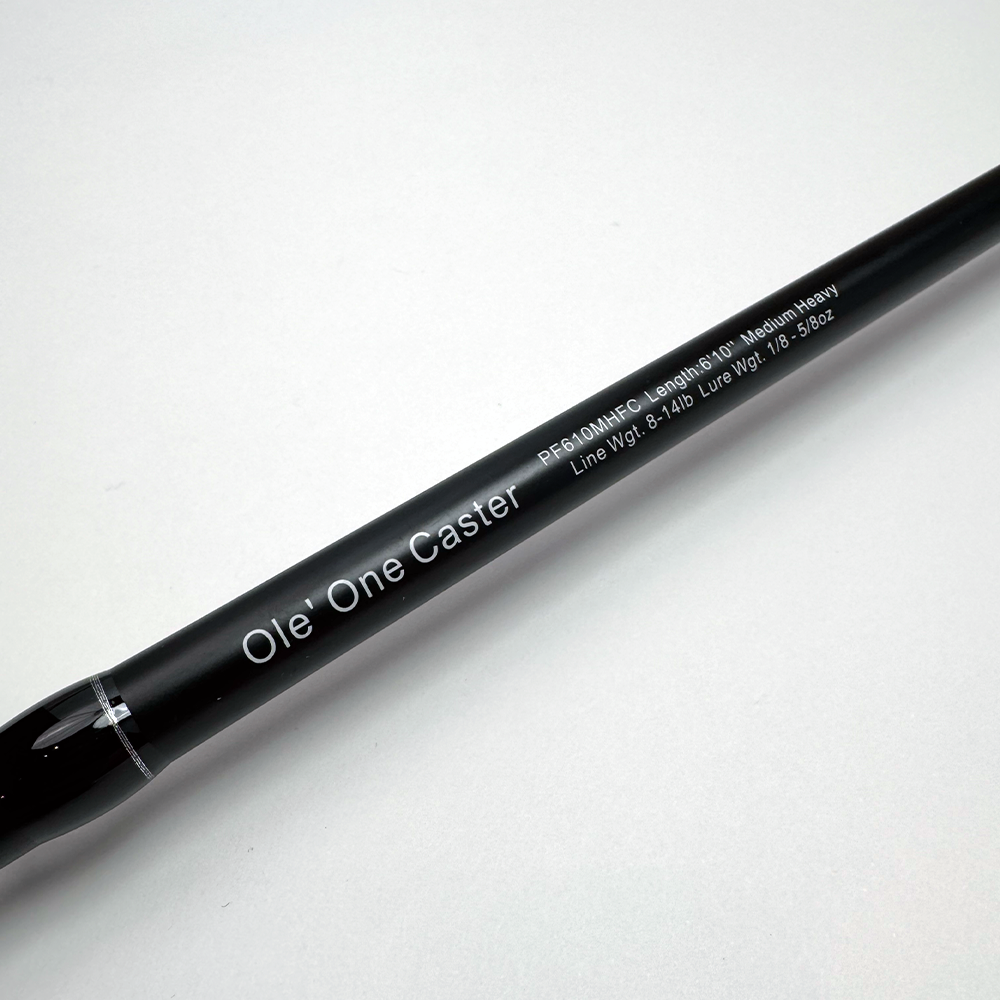 Ole' One Caster
PF610MHFC Length:6'10" Medium Heavy
Line Wgt. 8-14lb Lure Wgt. 1/8 - 5/8oz